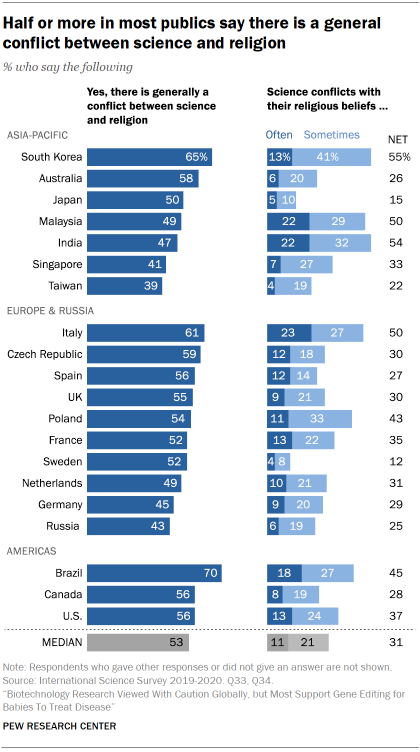 Half or more in most publics say there is a general
conflict between science and religion
% who say the following
Yes, there is generally a
conflict between science
and religion
Science conflicts with
their religious beliefs ...
Often Sometimes NET
ASIA-PACIFIC
South Korea 65% 13% 41% 55%
Australia 58 6 20 26
Japan 50 5 10 15
Malaysia 49 22 29 50
India 47 22 32 54
Singapore 41 7 27 33
Taiwan 39 4 19 22
EUROPE & RUSSIA
Italy 61 23 27 50
Czech Republic 59 12 18 30
Spain 56 12 14 27
UK 55 9 21 30
Poland 54 11 33 43
France 52 13 22 35
Sweden 52 4 8 12
Netherlands 49 10 21 31
Germany 45 9 20 29
Russia 43 6 19 25
AMERICAS
Brazil 70 18 27 45
Canada 56 8 19 28
U.S. 56 13 24 37
MEDIAN 53 11 21 31
Note: Respondents who gave other responses or did not give an answer are not shown.
Source: International Science Survey 2019-2020. Q33, Q34.
"Biotechnology Research Viewed With Caution Globally, but Most Support Gene Editing for
Babies To Treat Disease"
PEW RESEARCH CENTER